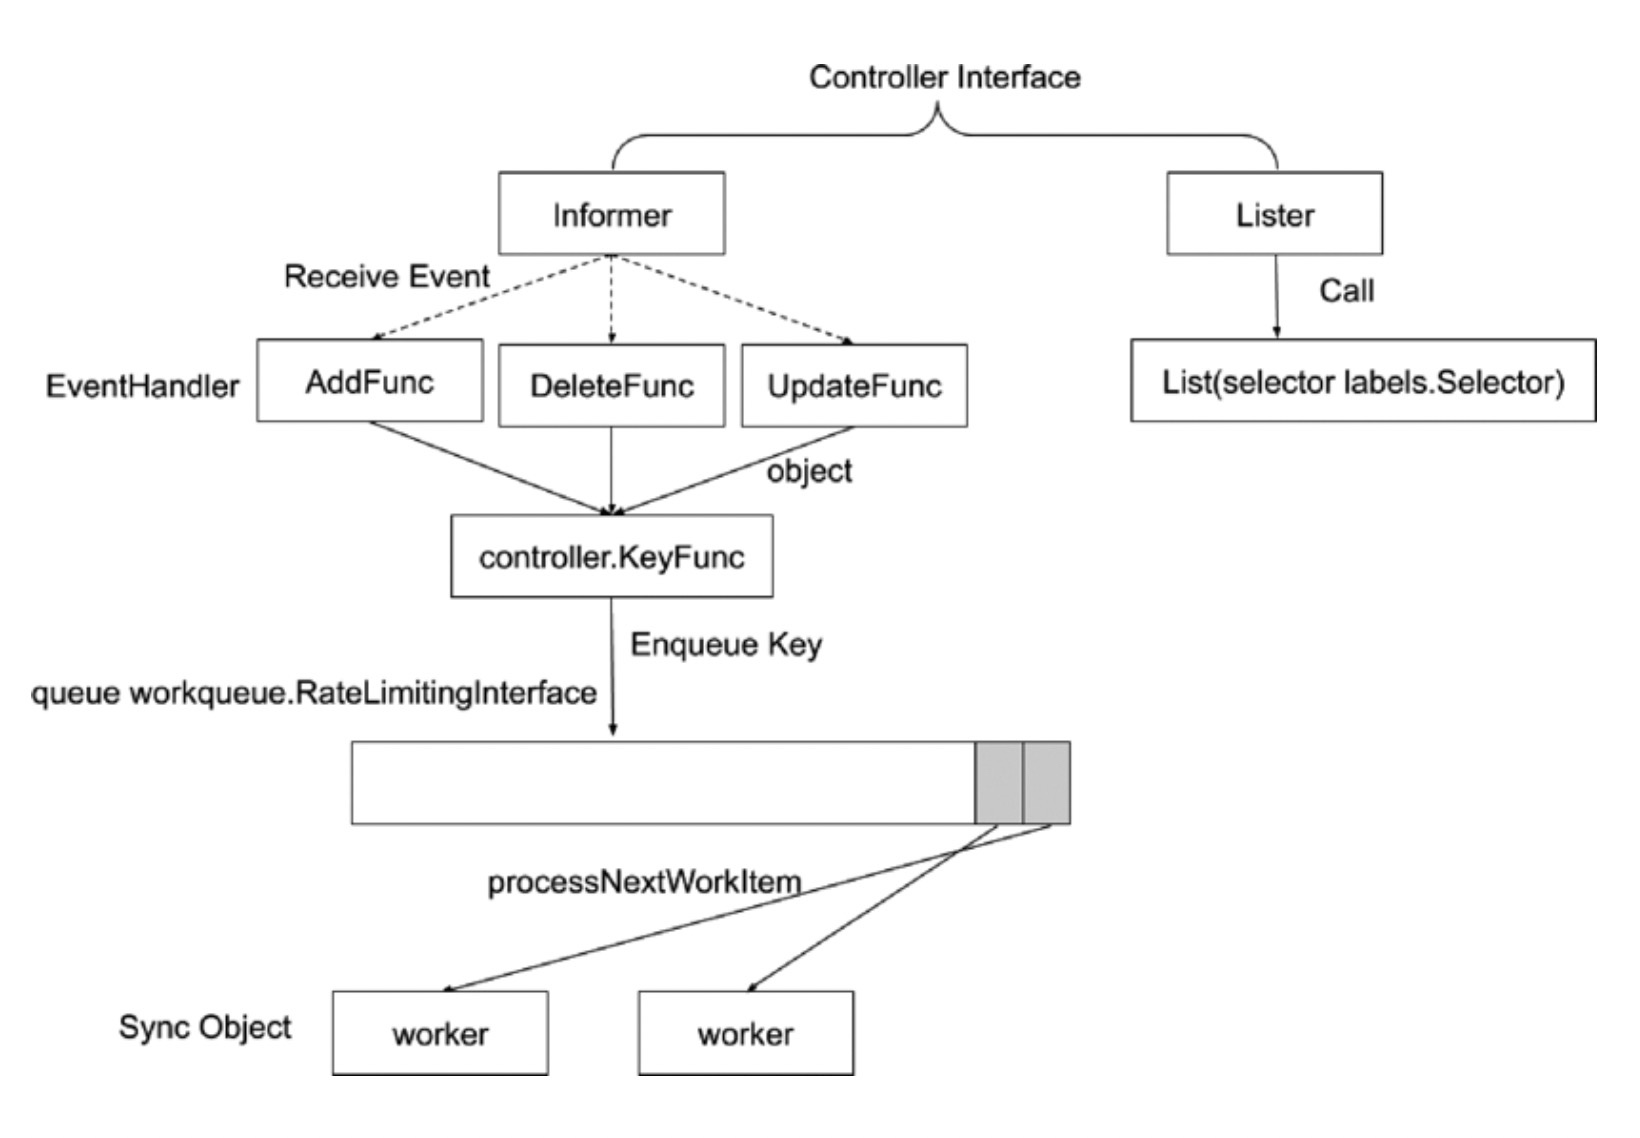 Controller Interface
Informer
Lister
Receive Event
Call
EventHandler
AddFunc
DeleteFunc
UpdateFunc
List(selector labels.Selector)
object
controller.KeyFunc
Enqueue Key
queue workqueue.RateLimitingInterface
processNextWorkItem
Sync Object
worker
worker